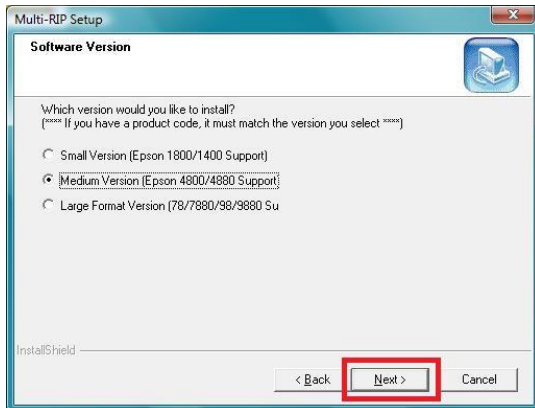 Multi-RIP Setup
Software Version
Which version would you like to install?
(**** If you have a product code, it must match the version you select ****)
Small Version (Epson 1800/1400 Support)
Medium Version (Epson 4800/4880 Support
Large Format Version (78/7880/98/9880 Su
InstallShield
< Back
Next >
Cancel